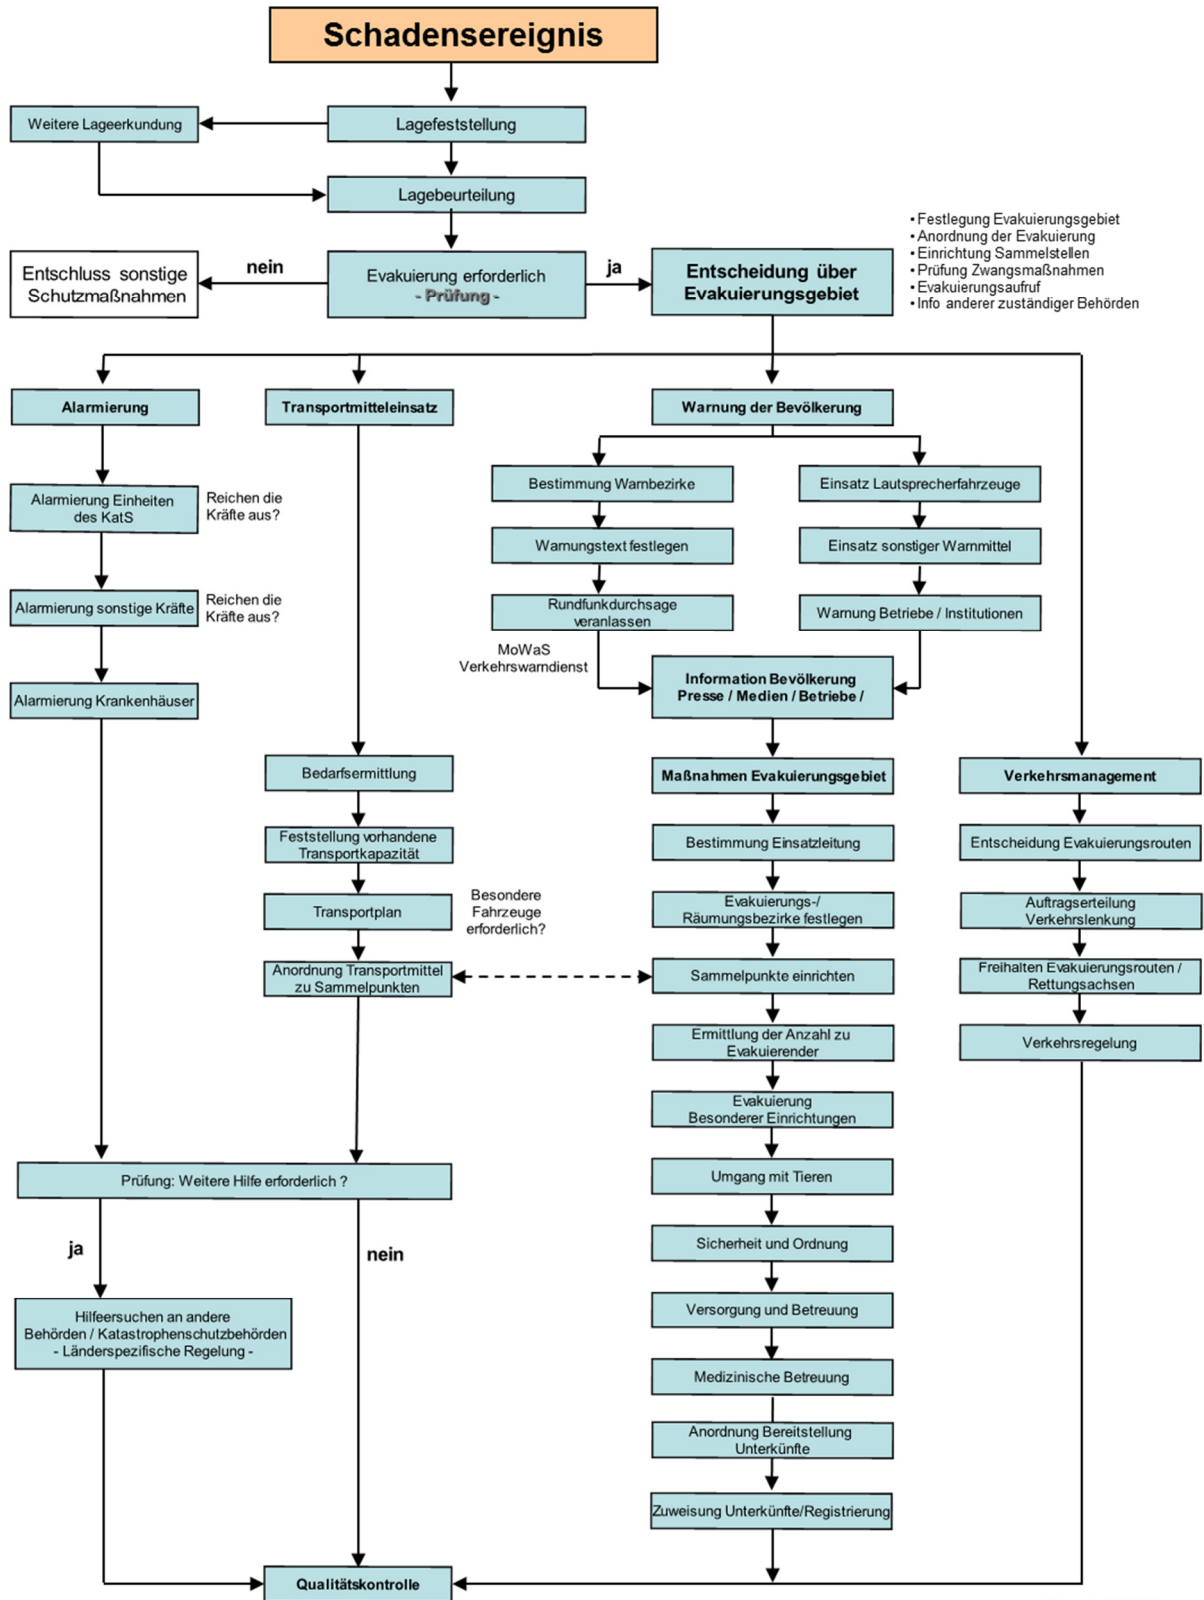 Schadensereignis
Weitere Lageerkundung
Lagefeststellung
Lagebeurteilung
Entschluss sonstige
Schutzmaßnahmen
nein
Evakuierung erforderlich
- Prüfung -
ja
Entscheidung über
Evakuierungsgebiet
• Festlegung Evakuierungsgebiet
• Anordnung der Evakuierung
• Einrichtung Sammelstellen
• Prüfung Zwangsmaßnahmen
• Evakuierungsaufruf
• Info anderer zuständiger Behörden
Alarmierung
Transportmitteleinsatz
Warnung der Bevölkerung
Alarmierung Einheiten
des KatS
Reichen die
Kräfte aus?
Bestimmung Warnbezirke
Einsatz Lautsprecherfahrzeuge
Warnungstext festlegen
Einsatz sonstiger Warnmittel
Alarmierung sonstige Kräfte
Reichen die
Kräfte aus?
Rundfunkdurchsage
veranlassen
Warnung Betriebe / Institutionen
MoWaS
Verkehrswarndienst
Information Bevölkerung
Presse / Medien / Betriebe /
Alarmierung Krankenhäuser
Bedarfsermittlung
Maßnahmen Evakuierungsgebiet
Verkehrsmanagement
Feststellung vorhandene
Transportkapazität
Bestimmung Einsatzleitung
Entscheidung Evakuierungsrouten
Transportplan
Besondere
Fahrzeuge
erforderlich?
Evakuierungs-/
Räumungsbezirke festlegen
Auftragserteilung
Verkehrslenkung
Anordnung Transportmittel
zu Sammelpunkten
Sammelpunkte einrichten
Freihalten Evakuierungsrouten /
Rettungsachsen
Ermittlung der Anzahl zu
Evakuierender
Verkehrsregelung
Evakuierung
Besonderer Einrichtungen
Prüfung: Weitere Hilfe erforderlich ?
Umgang mit Tieren
ja
nein
Sicherheit und Ordnung
Hilfeersuchen an andere
Behörden / Katastrophenschutzbehörden
- Länderspezifische Regelung -
Versorgung und Betreuung
Medizinische Betreuung
Anordnung Bereitstellung
Unterkünfte
Zuweisung Unterkünfte/Registrierung
Qualitätskontrolle